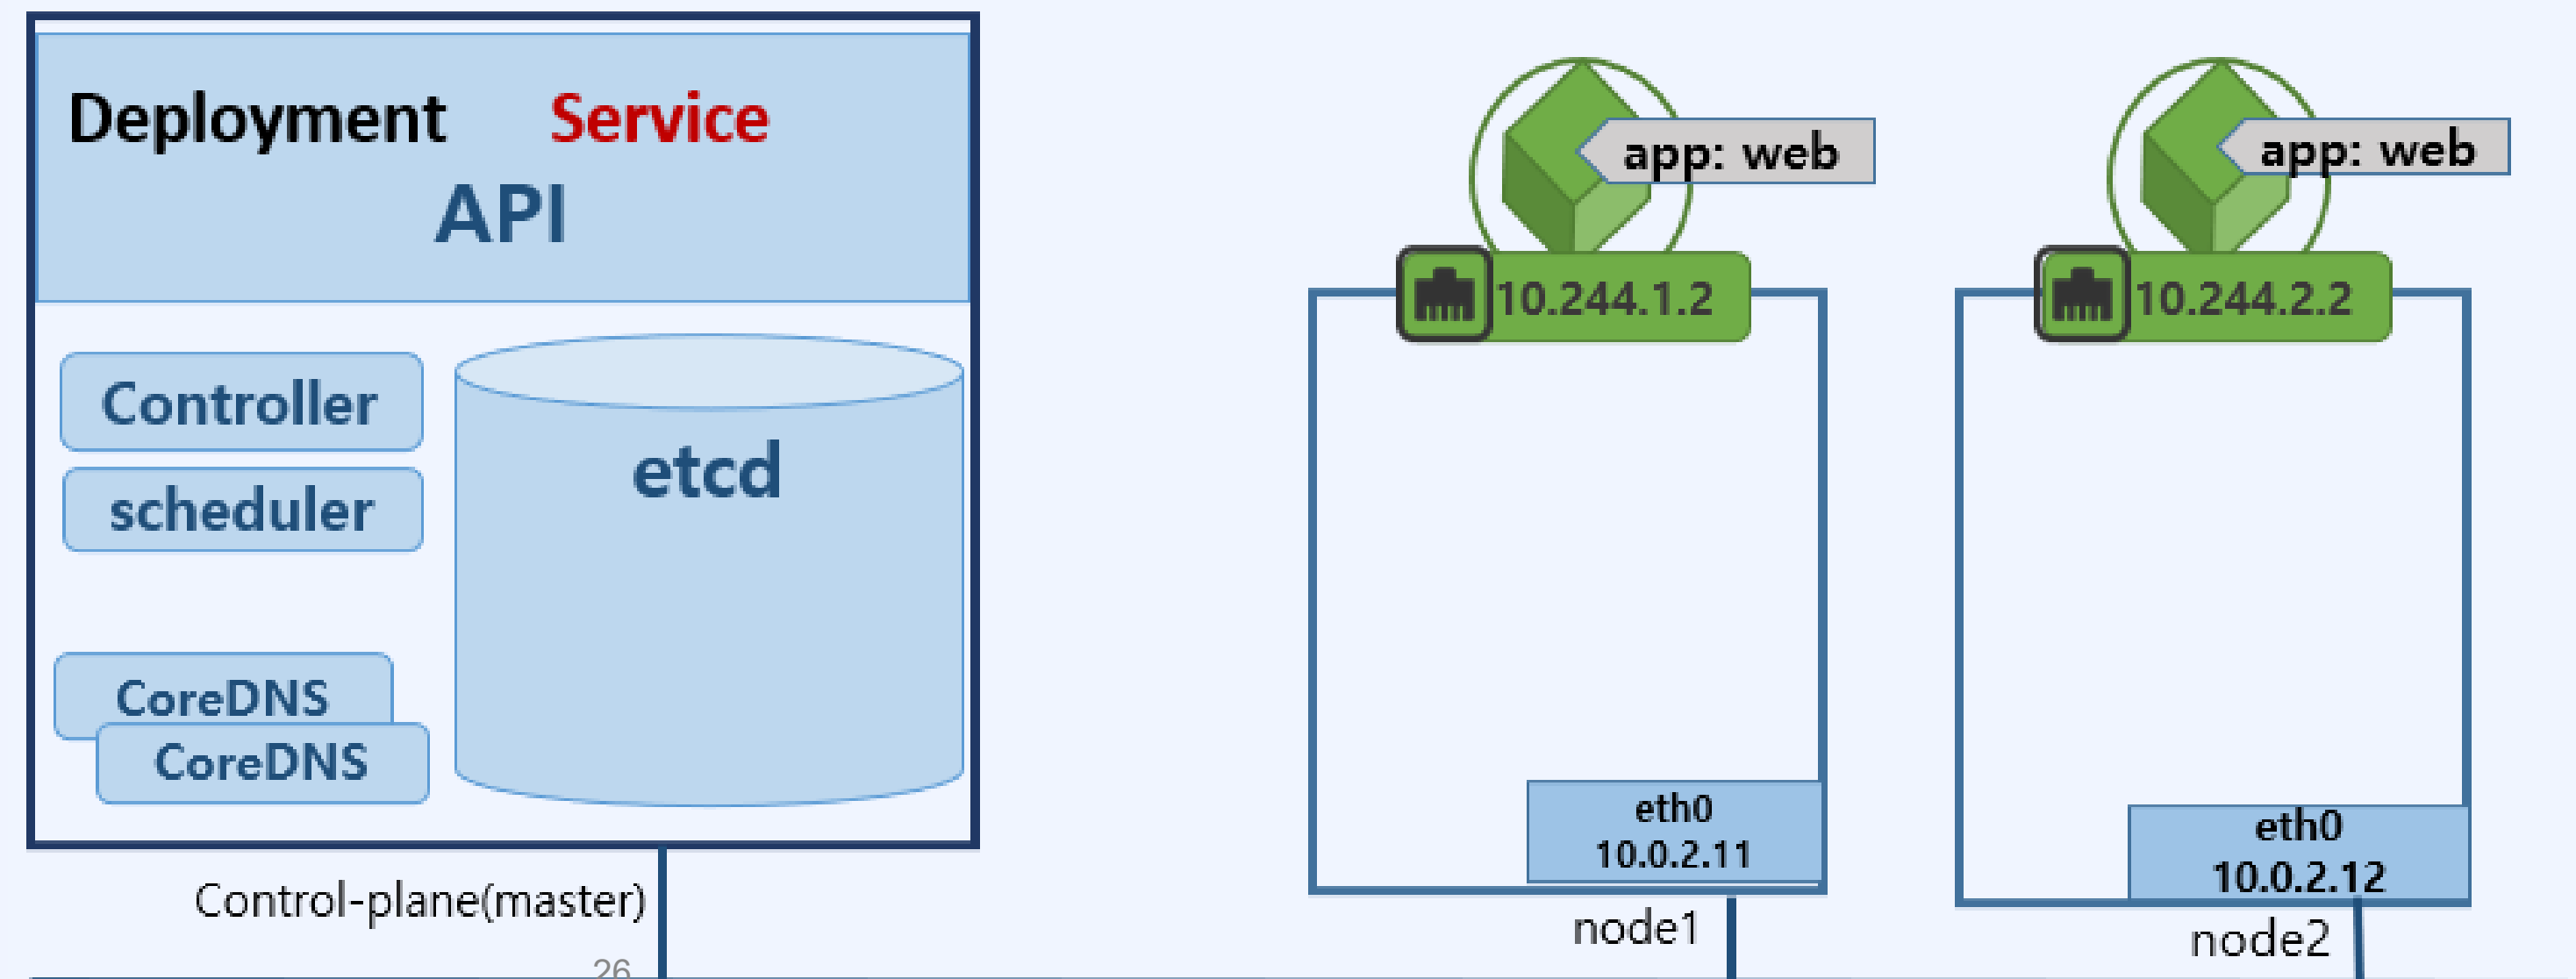 Deployment Service
API
Controller
scheduler
etcd
CoreDNS
CoreDNS
Control-plane(master)
26
app: web
10.244.1.2
eth0
10.0.2.11
node1
app: web
10.244.2.2
eth0
10.0.2.12
node2